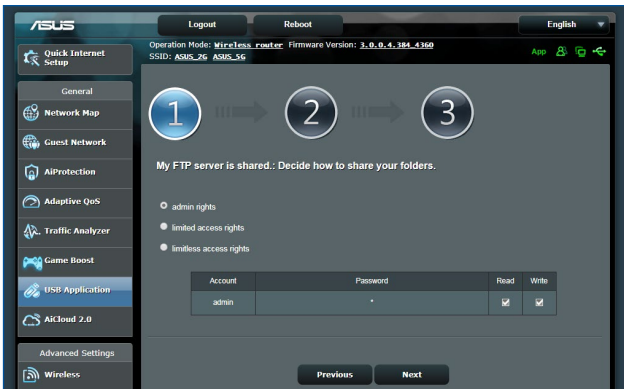 ASUS
Logout
Reboot
English
Quick Internet
Setup
Operation Mode: Wireless router Firmware Version: 3.0.0.4.384_4360
SSID: ASUS_2G ASUS_5G
App
General
Network Map
Guest Network
AiProtection
Adaptive QoS
Traffic Analyzer
Game Boost
USB Application
AiCloud 2.0
Advanced Settings
Wireless
1
2
3
My FTP server is shared.: Decide how to share your folders.
admin rights
limited access rights
limitless access rights
Account Password Read Write
admin *
Previous Next